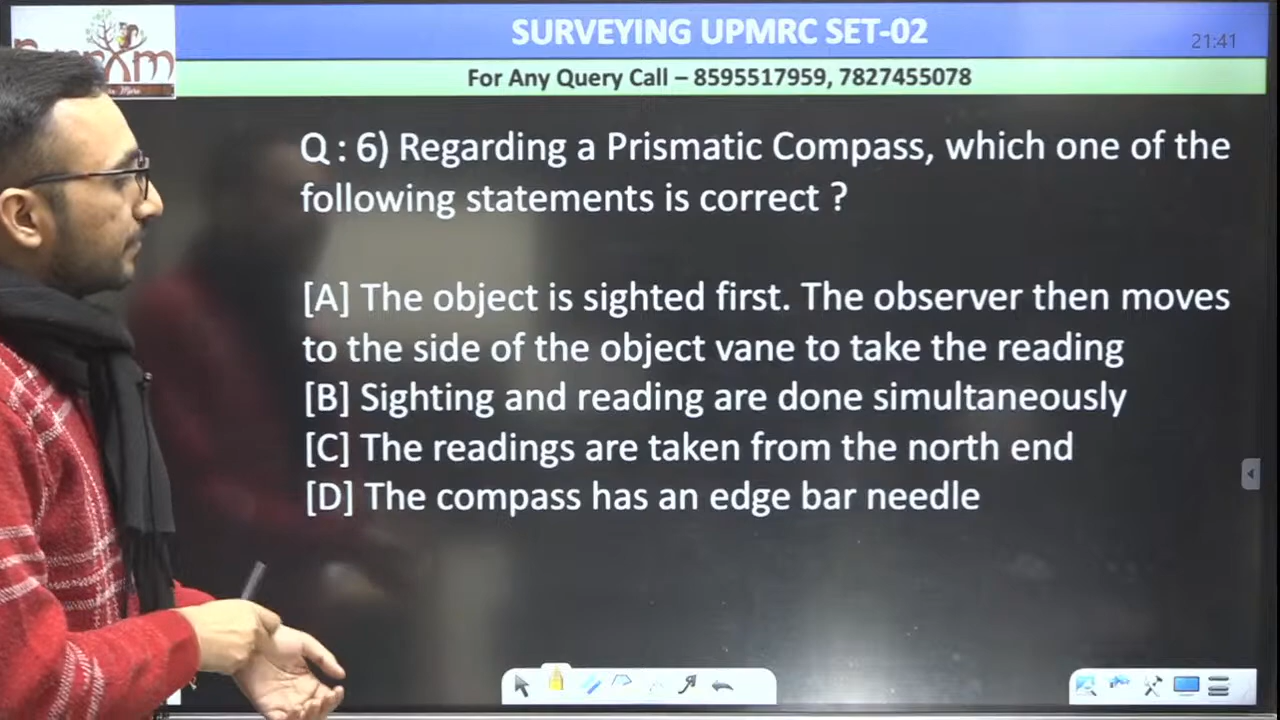 SURVEYING UPMRC SET-02
21:41
For Any Query Call – 8595517959, 7827455078
Q : 6) Regarding a Prismatic Compass, which one of the
following statements is correct ?
[A] The object is sighted first. The observer then moves
to the side of the object vane to take the reading
[B] Sighting and reading are done simultaneously
[C] The readings are taken from the north end
[D] The compass has an edge bar needle